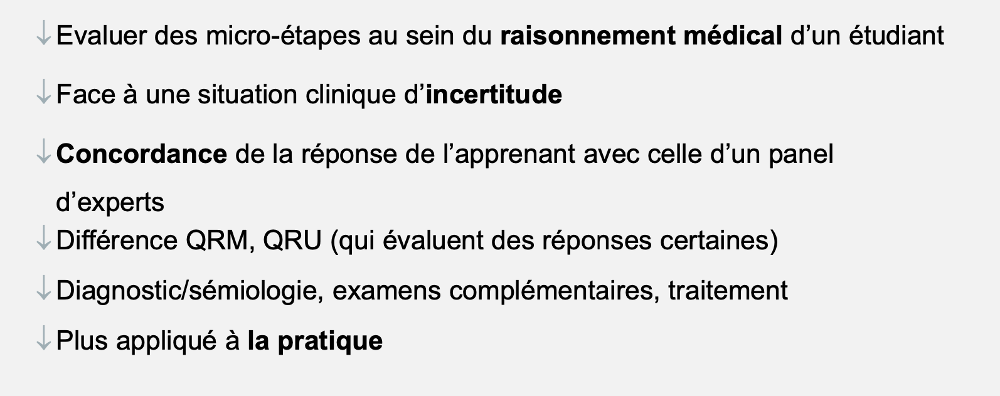 ↓ Evaluer des micro-étapes au sein du raisonnement médical d’un étudiant
↓ Face à une situation clinique d’incertitude
↓ Concordance de la réponse de l’apprenant avec celle d’un panel
d’experts
↓ Différence QRM, QRU (qui évaluent des réponses certaines)
↓ Diagnostic/sémiologie, examens complémentaires, traitement
↓ Plus appliqué à la pratique